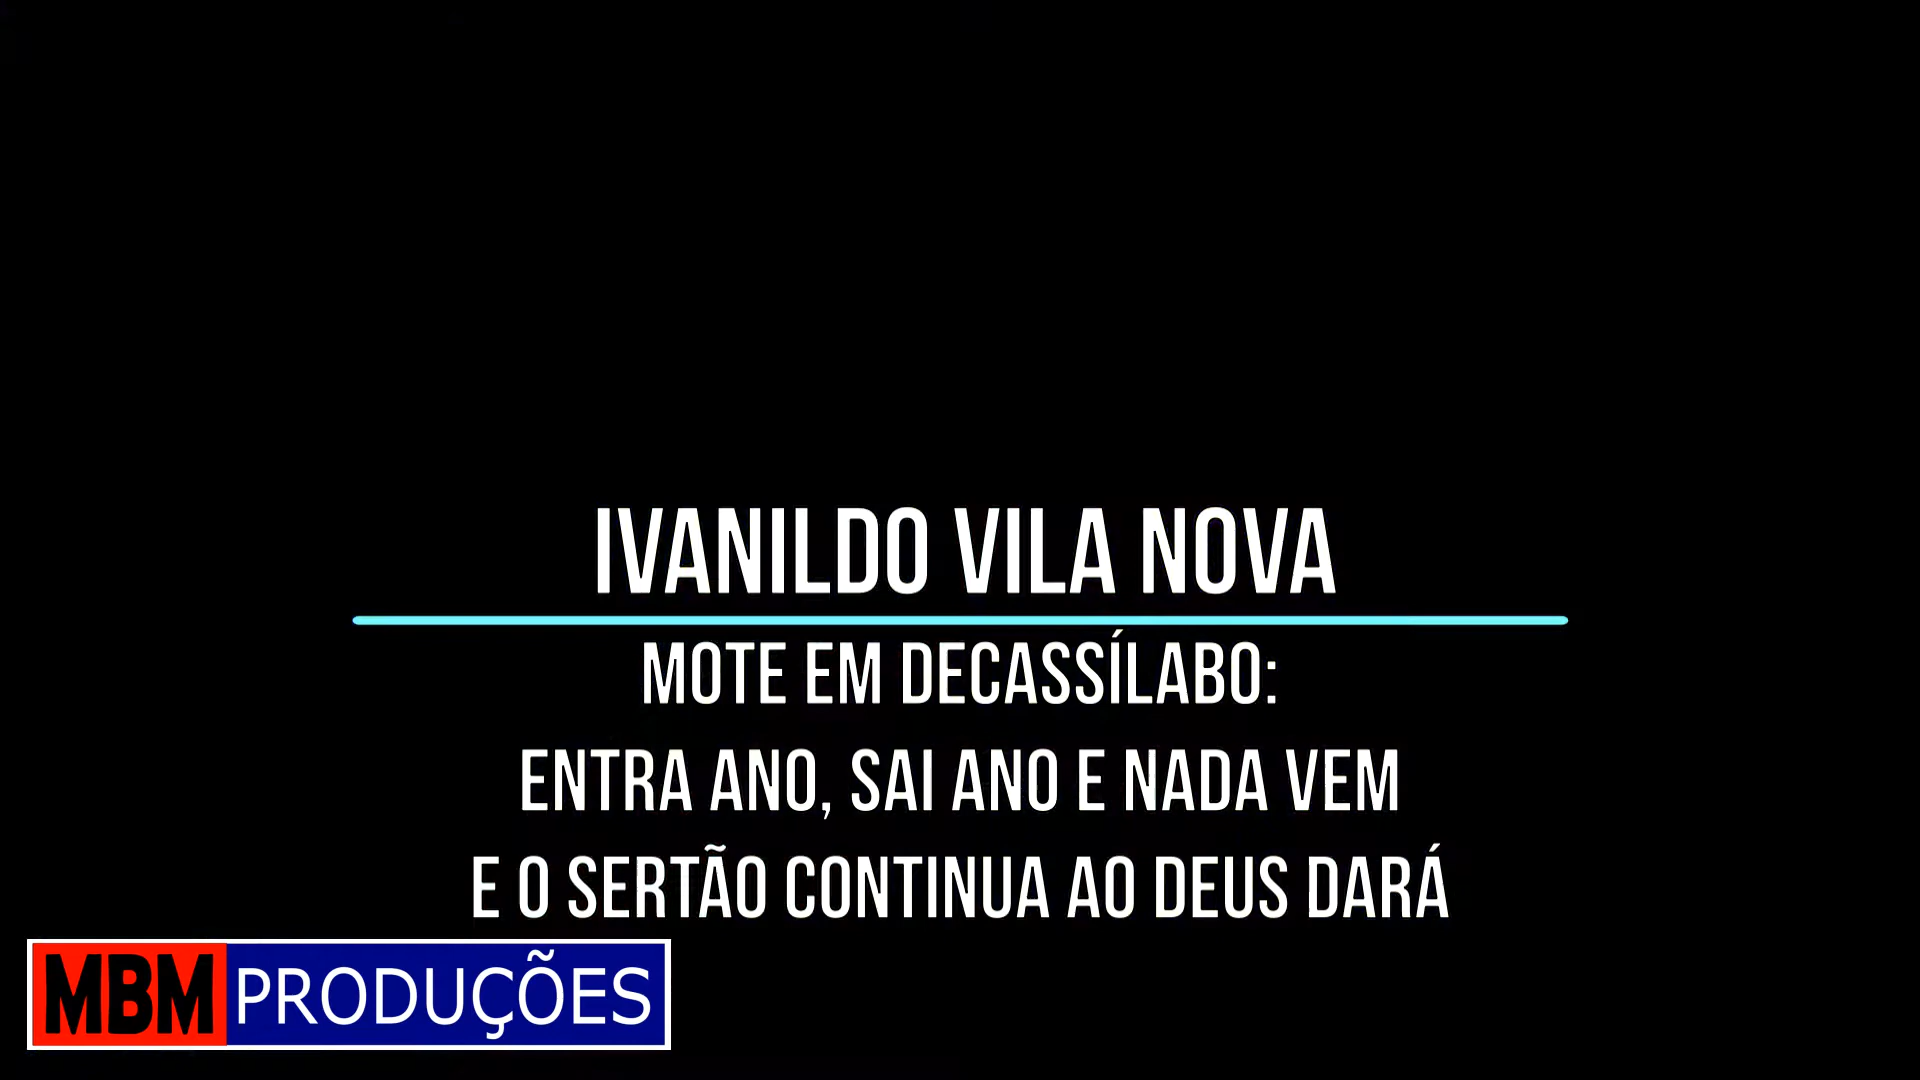 IVANILDO VILA NOVA
MOTE EM DECASSÍLABO:
ENTRA ANO, SAI ANO E NADA VEM
E O SERTÃO CONTINUA AO DEUS DARÁ
MBM PRODUÇÕES